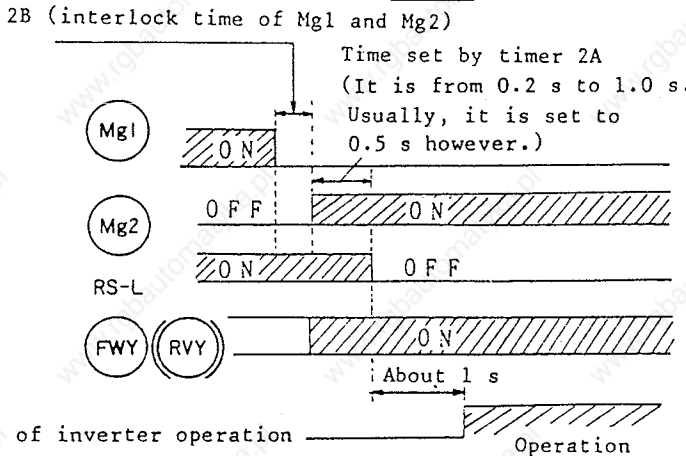 2B (interlock time of Mg1 and Mg2)
Time set by timer 2A
(It is from 0.2 s to 1.0 s.
Usually, it is set to
0.5 s however.)
Mg1
ON
Mg2
OFF
ON
RS-L
ON
OFF
FWY
RVY
ON
About 1 s
of inverter operation
Operation